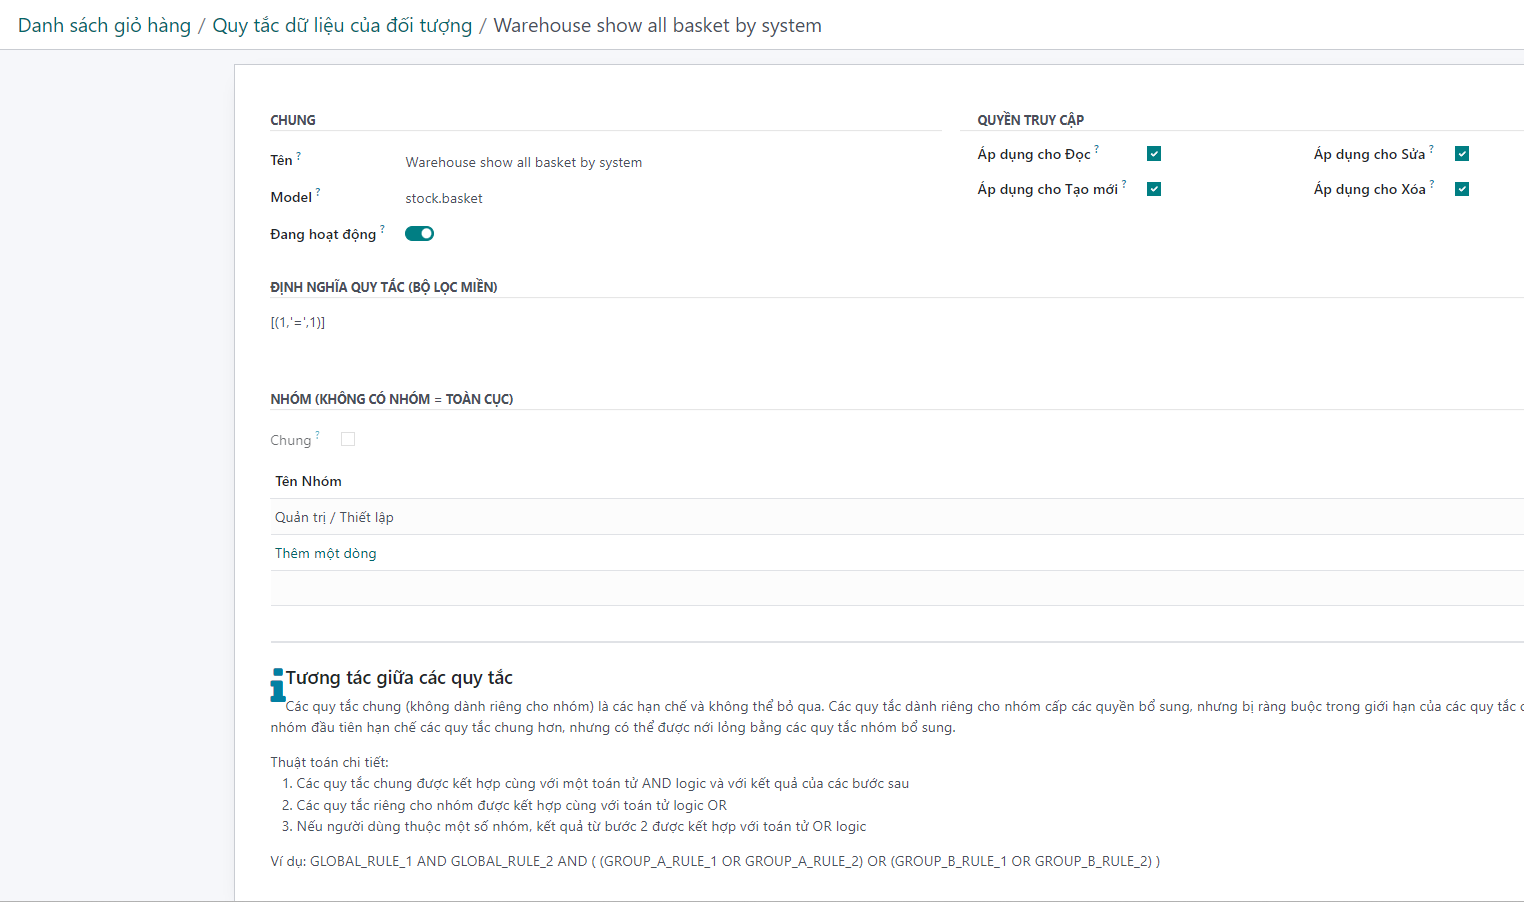 Danh sách giỏ hàng / Quy tắc dữ liệu của đối tượng / Warehouse show all basket by system
CHUNG
Tên ?
Warehouse show all basket by system
Model ?
stock.basket
Đang hoạt động ?
QUYỀN TRUY CẬP
Áp dụng cho Đọc ?
Áp dụng cho Sửa ?
Áp dụng cho Tạo mới ?
Áp dụng cho Xóa ?
ĐỊNH NGHĨA QUY TẮC (BỘ LỌC MIỀN)
[(1,'=',1)]
NHÓM (KHÔNG CÓ NHÓM = TOÀN CỤC)
Chung ?
Tên Nhóm
Quản trị / Thiết lập
Thêm một dòng
Tương tác giữa các quy tắc
Các quy tắc chung (không dành riêng cho nhóm) là các hạn chế và không thể bỏ qua. Các quy tắc dành riêng cho nhóm cấp các quyền bổ sung, nhưng bị ràng buộc trong giới hạn của các quy tắc
nhóm đầu tiên hạn chế các quy tắc chung hơn, nhưng có thể được nới lỏng bằng các quy tắc nhóm bổ sung.
Thuật toán chi tiết:
1. Các quy tắc chung được kết hợp cùng với một toán tử AND logic và với kết quả của các bước sau
2. Các quy tắc riêng cho nhóm được kết hợp cùng với toán tử logic OR
3. Nếu người dùng thuộc một số nhóm, kết quả từ bước 2 được kết hợp với toán tử OR logic
Ví dụ: GLOBAL_RULE_1 AND GLOBAL_RULE_2 AND ( (GROUP_A_RULE_1 OR GROUP_A_RULE_2) OR (GROUP_B_RULE_1 OR GROUP_B_RULE_2) )